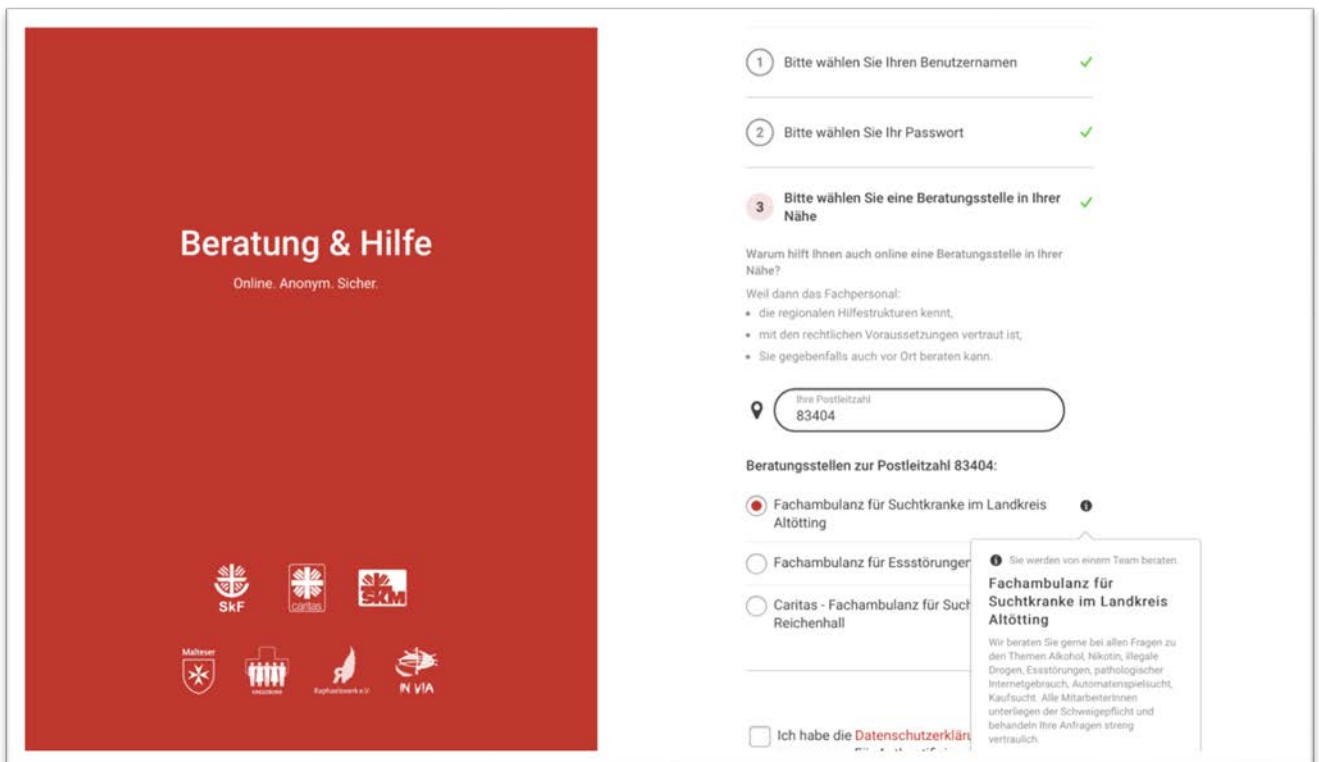 Beratung & Hilfe
Online. Anonym. Sicher.
SkF
caritas
SKM
Malteser
KREUZBUND
Raphaelswerk e.V.
IN VIA
1 Bitte wählen Sie Ihren Benutzernamen
2 Bitte wählen Sie Ihr Passwort
3 Bitte wählen Sie eine Beratungsstelle in Ihrer
Nähe
Warum hilft Ihnen auch online eine Beratungsstelle in Ihrer
Nähe?
Weil dann das Fachpersonal:
• die regionalen Hilfestrukturen kennt,
• mit den rechtlichen Voraussetzungen vertraut ist,
• Sie gegebenfalls auch vor Ort beraten kann.
Ihre Postleitzahl
83404
Beratungsstellen zur Postleitzahl 83404:
Fachambulanz für Suchtkranke im Landkreis
Altötting
Fachambulanz für Essstörungen
Caritas - Fachambulanz für Such
Reichenhall
Ich habe die Datenschutzerkläru
Sie werden von einem Team beraten.
Fachambulanz für
Suchtkranke im Landkreis
Altötting
Wir beraten Sie gerne bei allen Fragen zu
den Themen Alkohol, Nikotin, illegale
Drogen, Essstörungen, pathologischer
Internetgebrauch, Automatenspielsucht,
Kaufsucht. Alle MitarbeiterInnen
unterliegen der Schweigepflicht und
behandeln Ihre Anfragen streng
vertraulich.